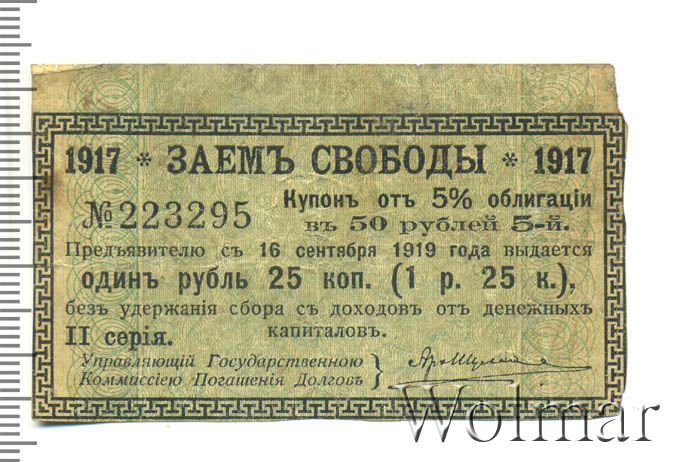 1917 * ЗАЕМЪ СВОБОДЫ * 1917
№ 223295
Купонъ отъ 5% облигаціи
въ 50 рублей 5-й.
Предъявителю съ 16 сентября 1919 года выдается
одинъ рубль 25 коп. (1 р. 25 к.),
безъ удержанія сбора съ доходовъ отъ денежныхъ
капиталовъ.
II серія.
Управляющій Государственною
Коммиссіею Погашенія Долговъ
Wolmar